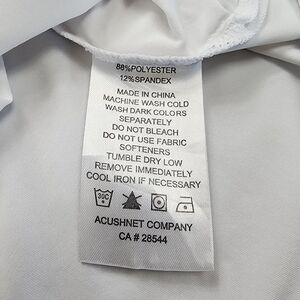 88%POLYESTER
12%SPANDEX
MADE IN CHINA
MACHINE WASH COLD
WASH DARK COLORS
SEPARATELY
DO NOT BLEACH
DO NOT USE FABRIC
SOFTENERS
TUMBLE DRY LOW
REMOVE IMMEDIATELY
COOL IRON IF NECESSARY
30C
ACUSHNET COMPANY
CA # 28544